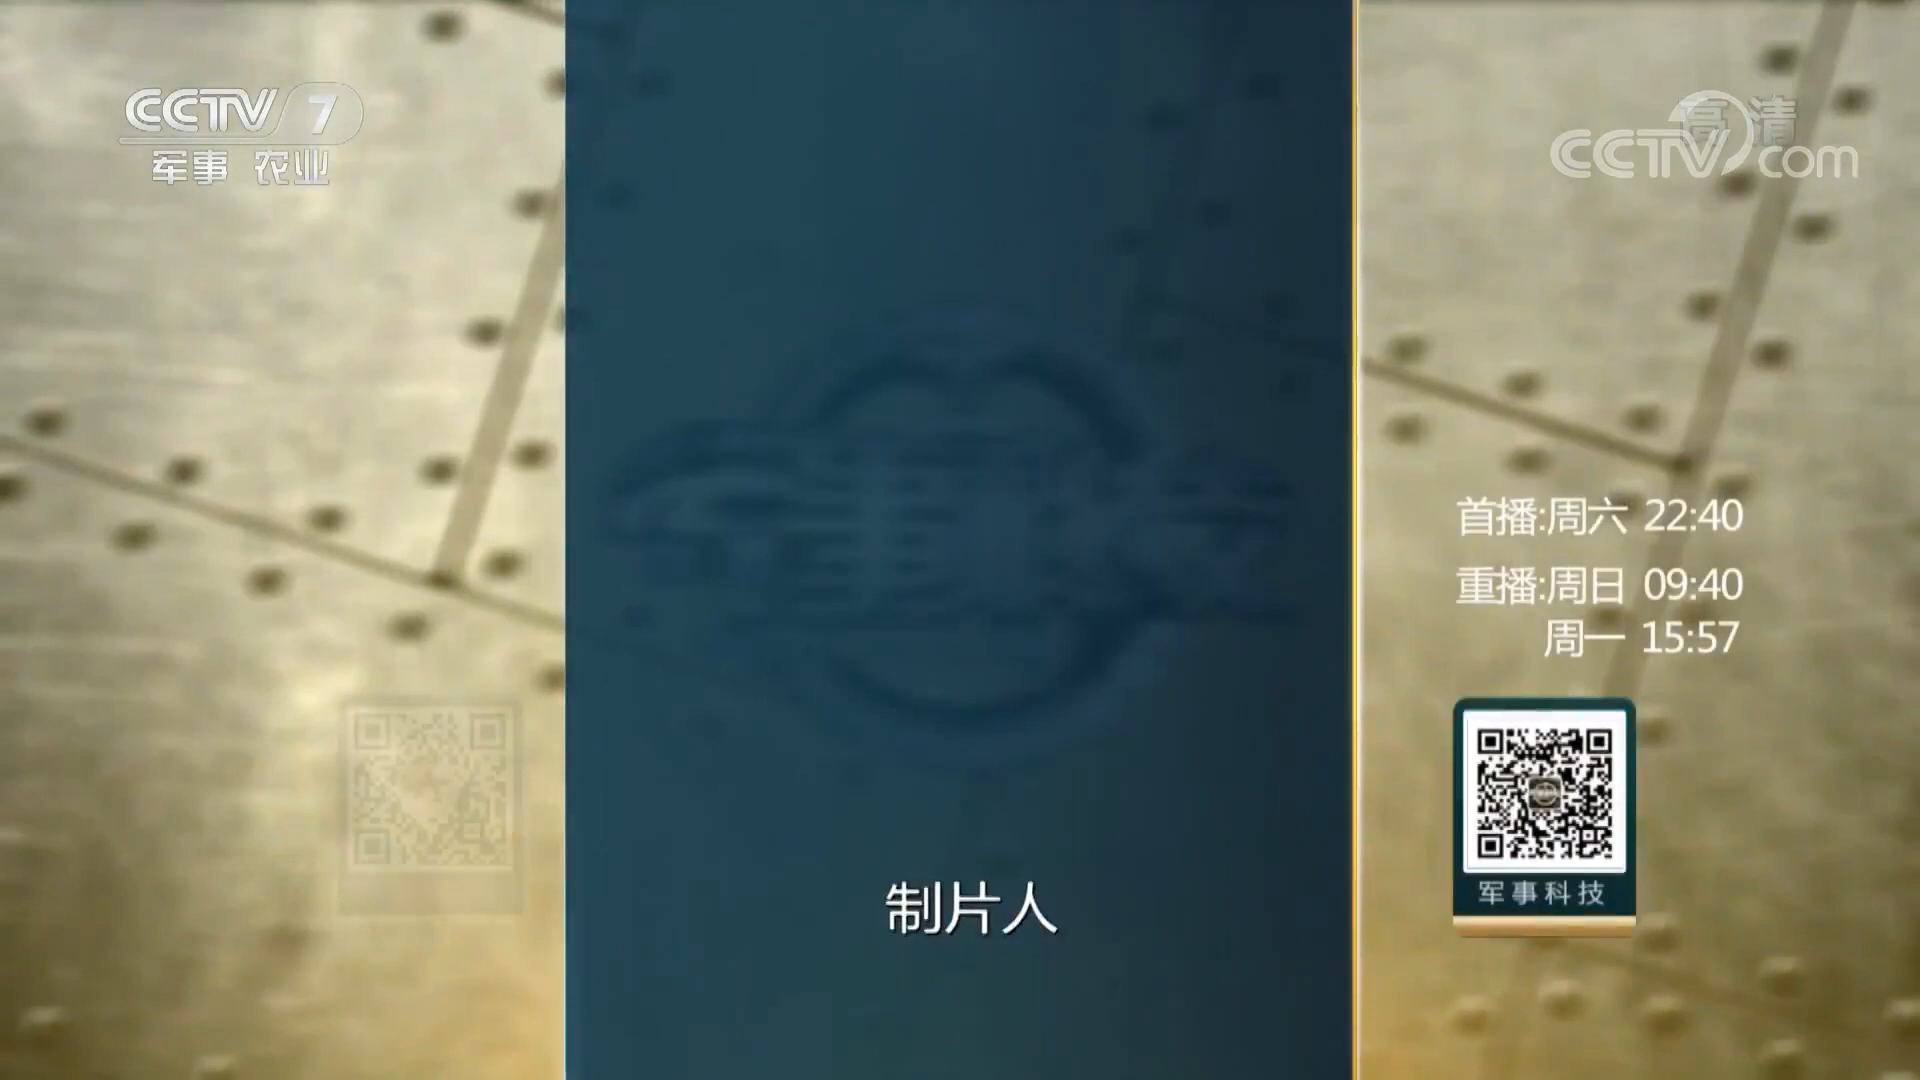 CCTV 7
军事 农业
高清
CCTV.com
首播:周六 22:40
重播:周日 09:40
周一 15:57
军事科技
制片人